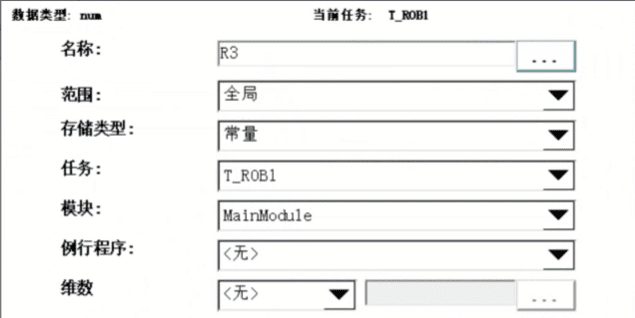 数据类型: num 当前任务: T_ROB1
名称: R3 ...
范围: 全局
存储类型: 常量
任务: T_ROB1
模块: MainModule
例行程序: <无>
维数 <无> ...